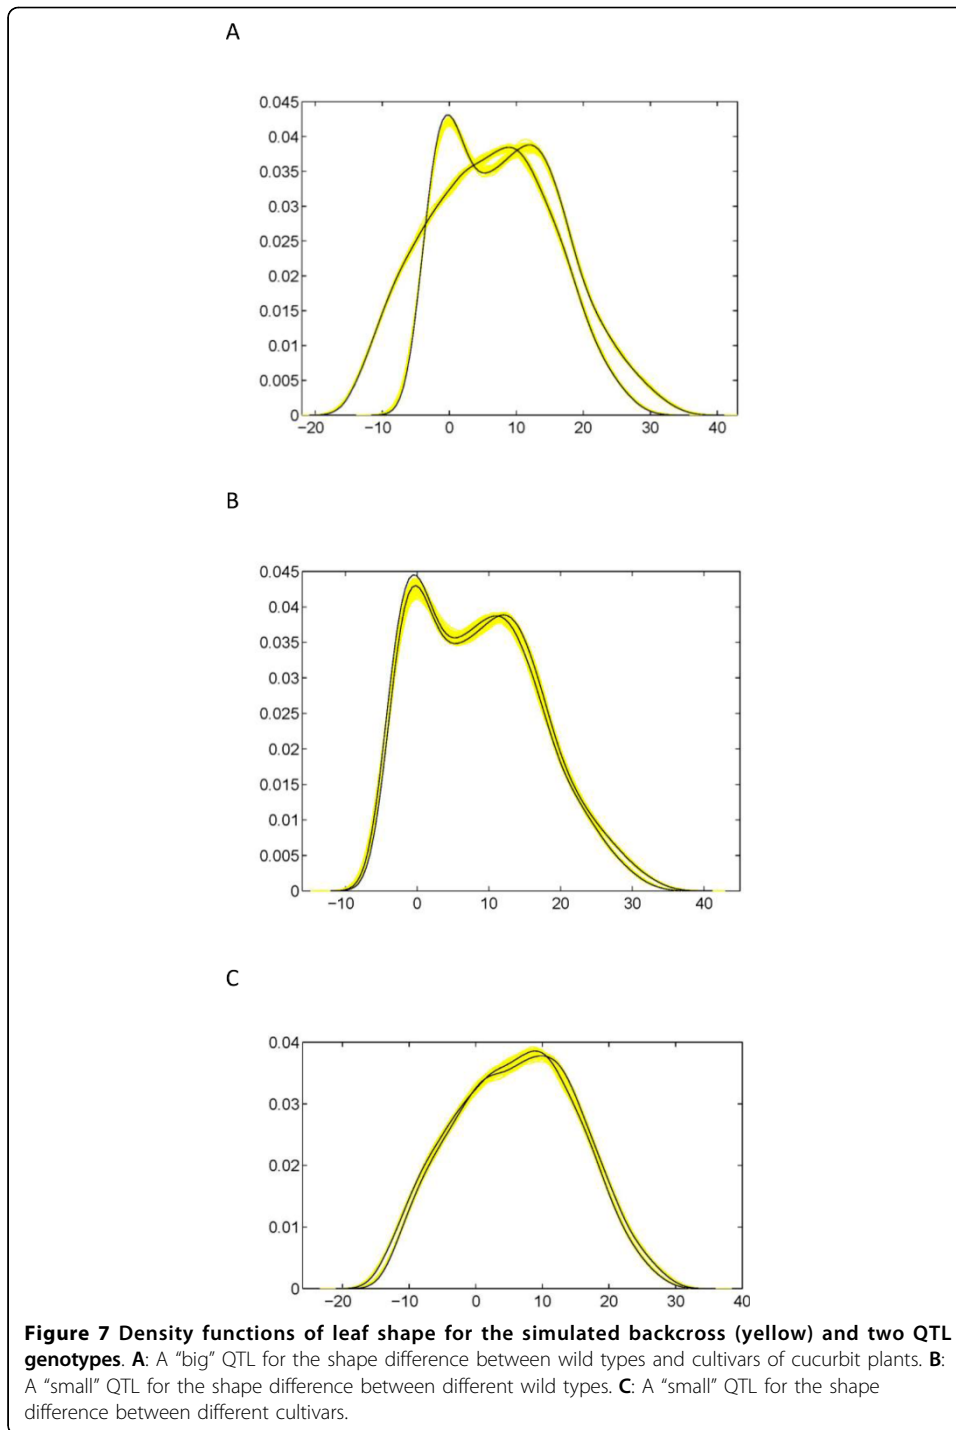 A
0.045
0.04
0.035
0.03
0.025
0.02
0.015
0.01
0.005
0
−20 −10 0 10 20 30 40
B
0.045
0.04
0.035
0.03
0.025
0.02
0.015
0.01
0.005
0
−10 0 10 20 30 40
C
0.04
0.03
0.02
0.01
0
−20 −10 0 10 20 30 40
Figure 7 Density functions of leaf shape for the simulated backcross (yellow) and two QTL
genotypes. A: A “big” QTL for the shape difference between wild types and cultivars of cucurbit plants. B:
A “small” QTL for the shape difference between different wild types. C: A “small” QTL for the shape
difference between different cultivars.